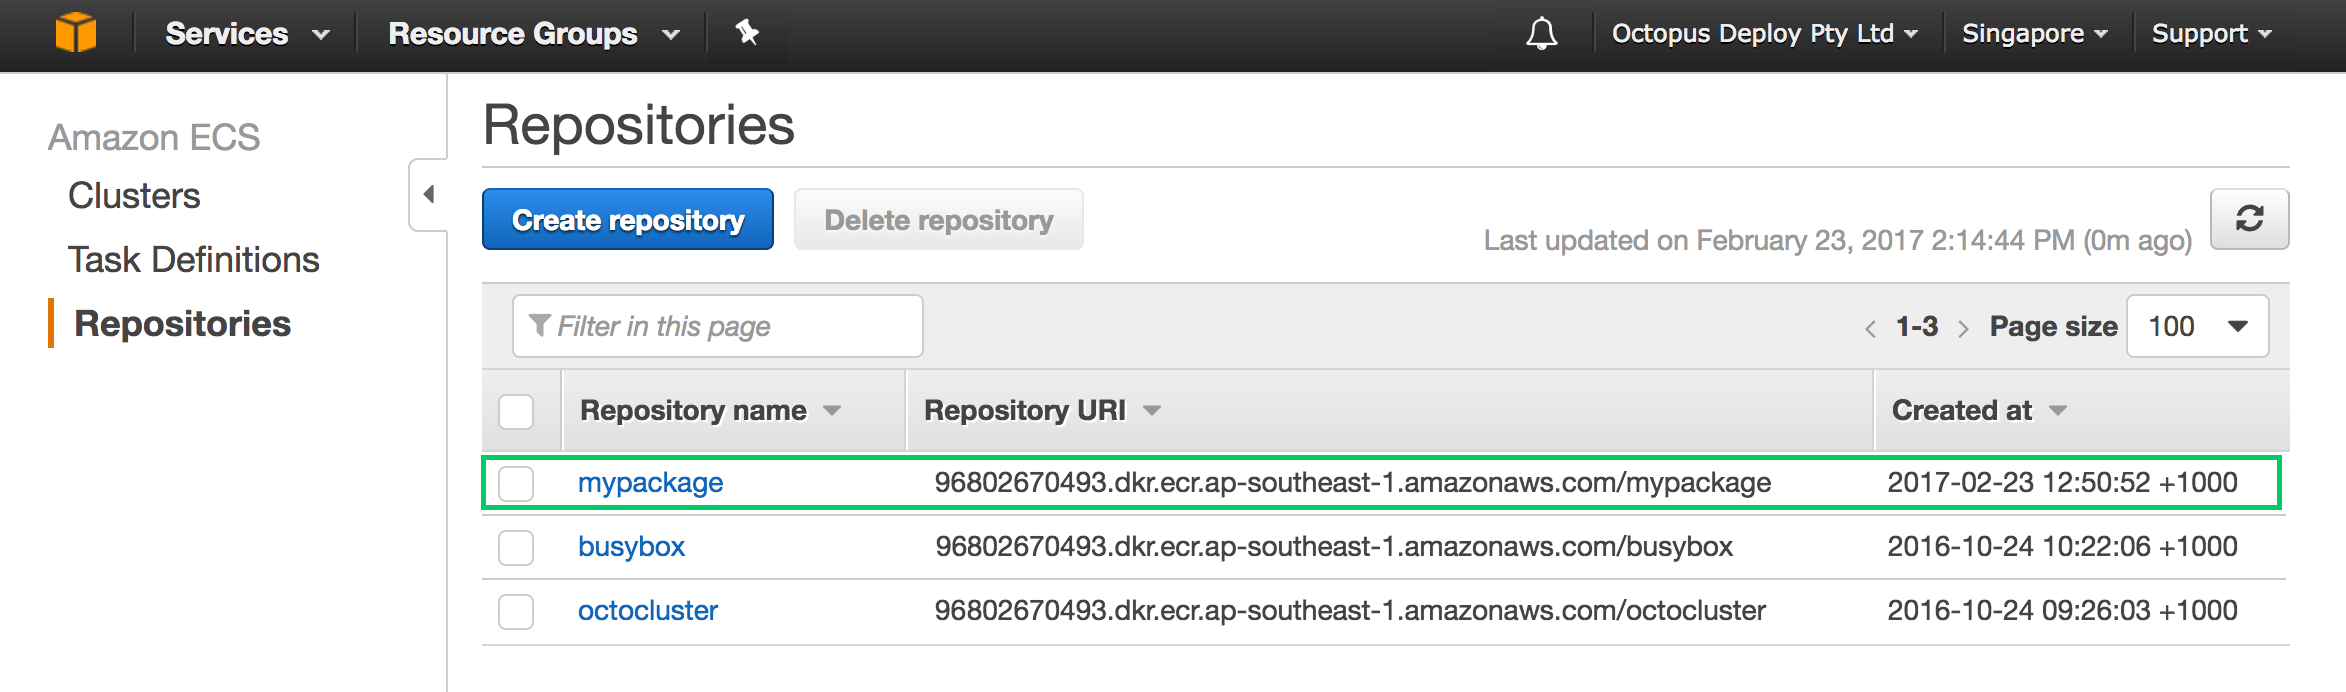 Services Resource Groups Octopus Deploy Pty Ltd Singapore Support
Amazon ECS
Clusters
Task Definitions
Repositories
Repositories
Create repository Delete repository
Last updated on February 23, 2017 2:14:44 PM (0m ago)
Filter in this page
< 1-3 > Page size 100
Repository name Repository URI Created at
mypackage 96802670493.dkr.ecr.ap-southeast-1.amazonaws.com/mypackage 2017-02-23 12:50:52 +1000
busybox 96802670493.dkr.ecr.ap-southeast-1.amazonaws.com/busybox 2016-10-24 10:22:06 +1000
octocluster 96802670493.dkr.ecr.ap-southeast-1.amazonaws.com/octocluster 2016-10-24 09:26:03 +1000